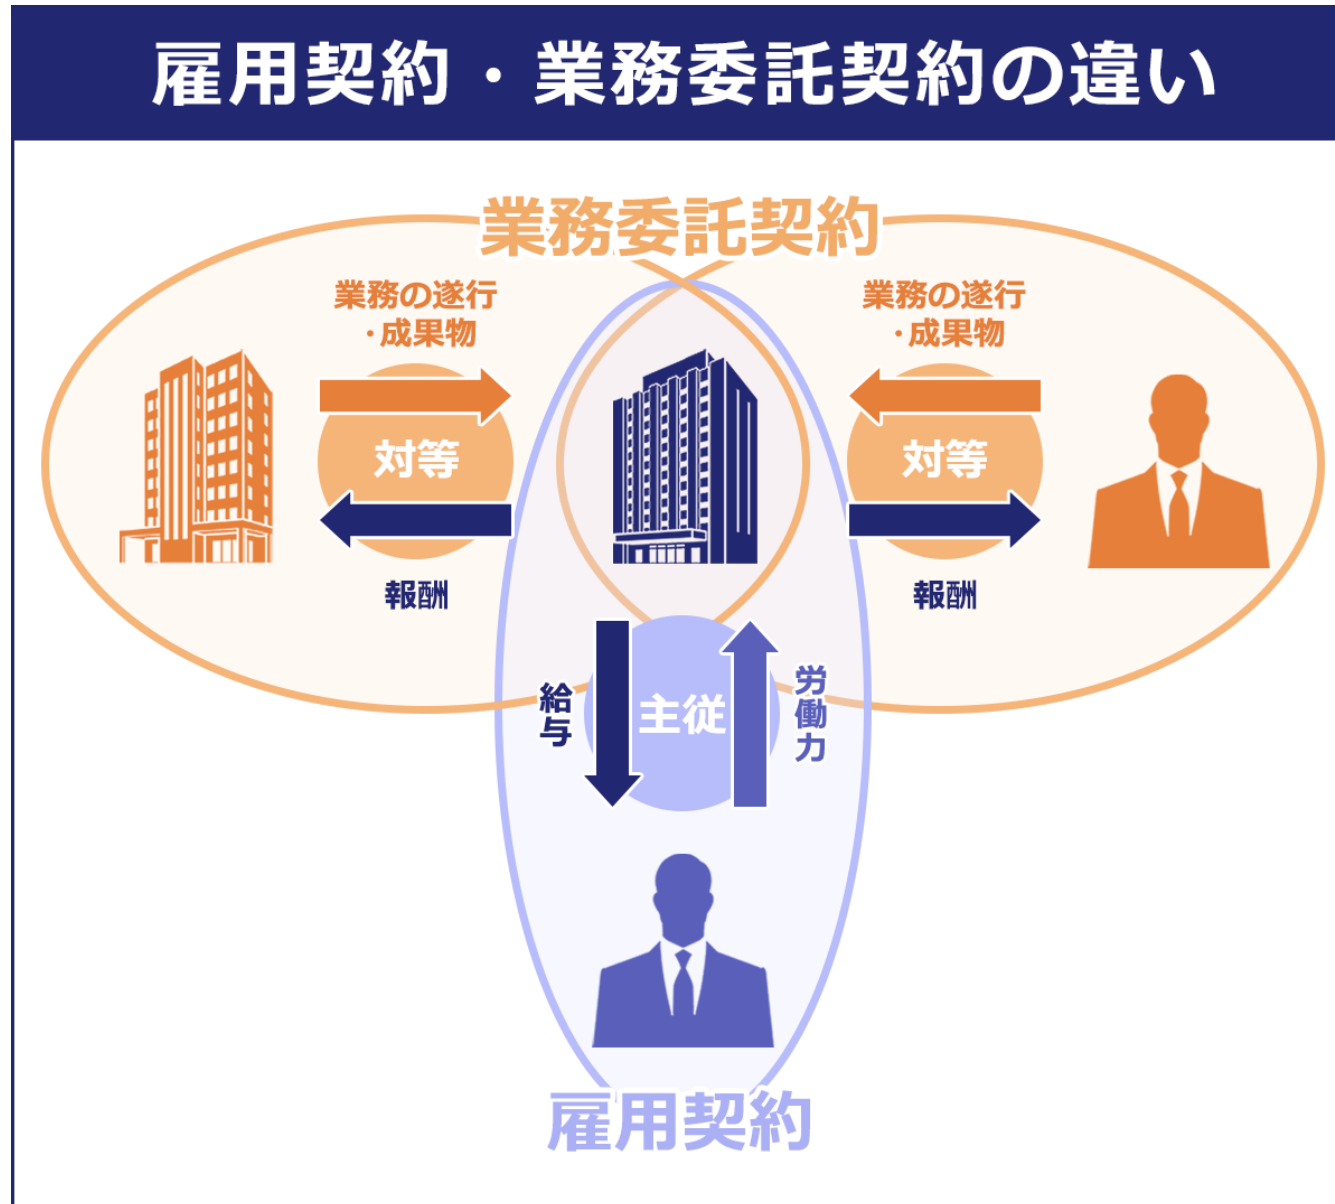 雇用契約・業務委託契約の違い
業務委託契約
業務の遂行
・成果物
対等
報酬
業務の遂行
・成果物
対等
報酬
給与
主従
労働力
雇用契約